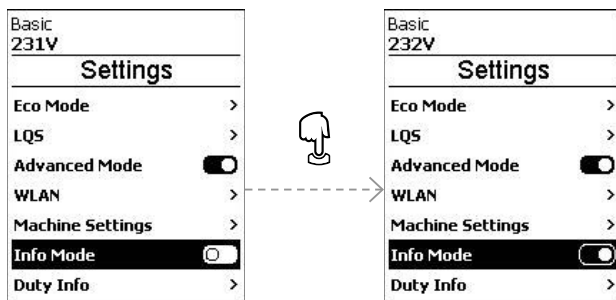 Basic
231V
Settings
Eco Mode
LQS
Advanced Mode
WLAN
Machine Settings
Info Mode
Duty Info
Basic
232V
Settings
Eco Mode
LQS
Advanced Mode
WLAN
Machine Settings
Info Mode
Duty Info